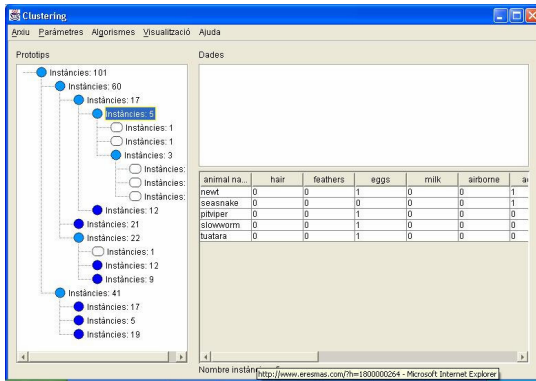 Clustering
Arxiu Paràmetres Algorismes Visualització Ajuda
Prototips
Dades
Instàncies: 101
Instàncies: 60
Instàncies: 17
Instàncies: 5
Instàncies: 1
Instàncies: 1
Instàncies: 3
Instàncies:
Instàncies:
Instàncies:
Instàncies: 12
Instàncies: 21
Instàncies: 22
Instàncies: 1
Instàncies: 12
Instàncies: 9
Instàncies: 41
Instàncies: 17
Instàncies: 5
Instàncies: 19
animal na... hair feathers eggs milk airborne a
newt 0 0 1 0 0 1
seasnake 0 0 0 0 0 1
pitviper 0 0 1 0 0 0
slowworm 0 0 1 0 0 0
tuatara 0 0 1 0 0 0
Nombre instàn
http://www.eresmas.com/?h=1800000264 - Microsoft Internet Explorer